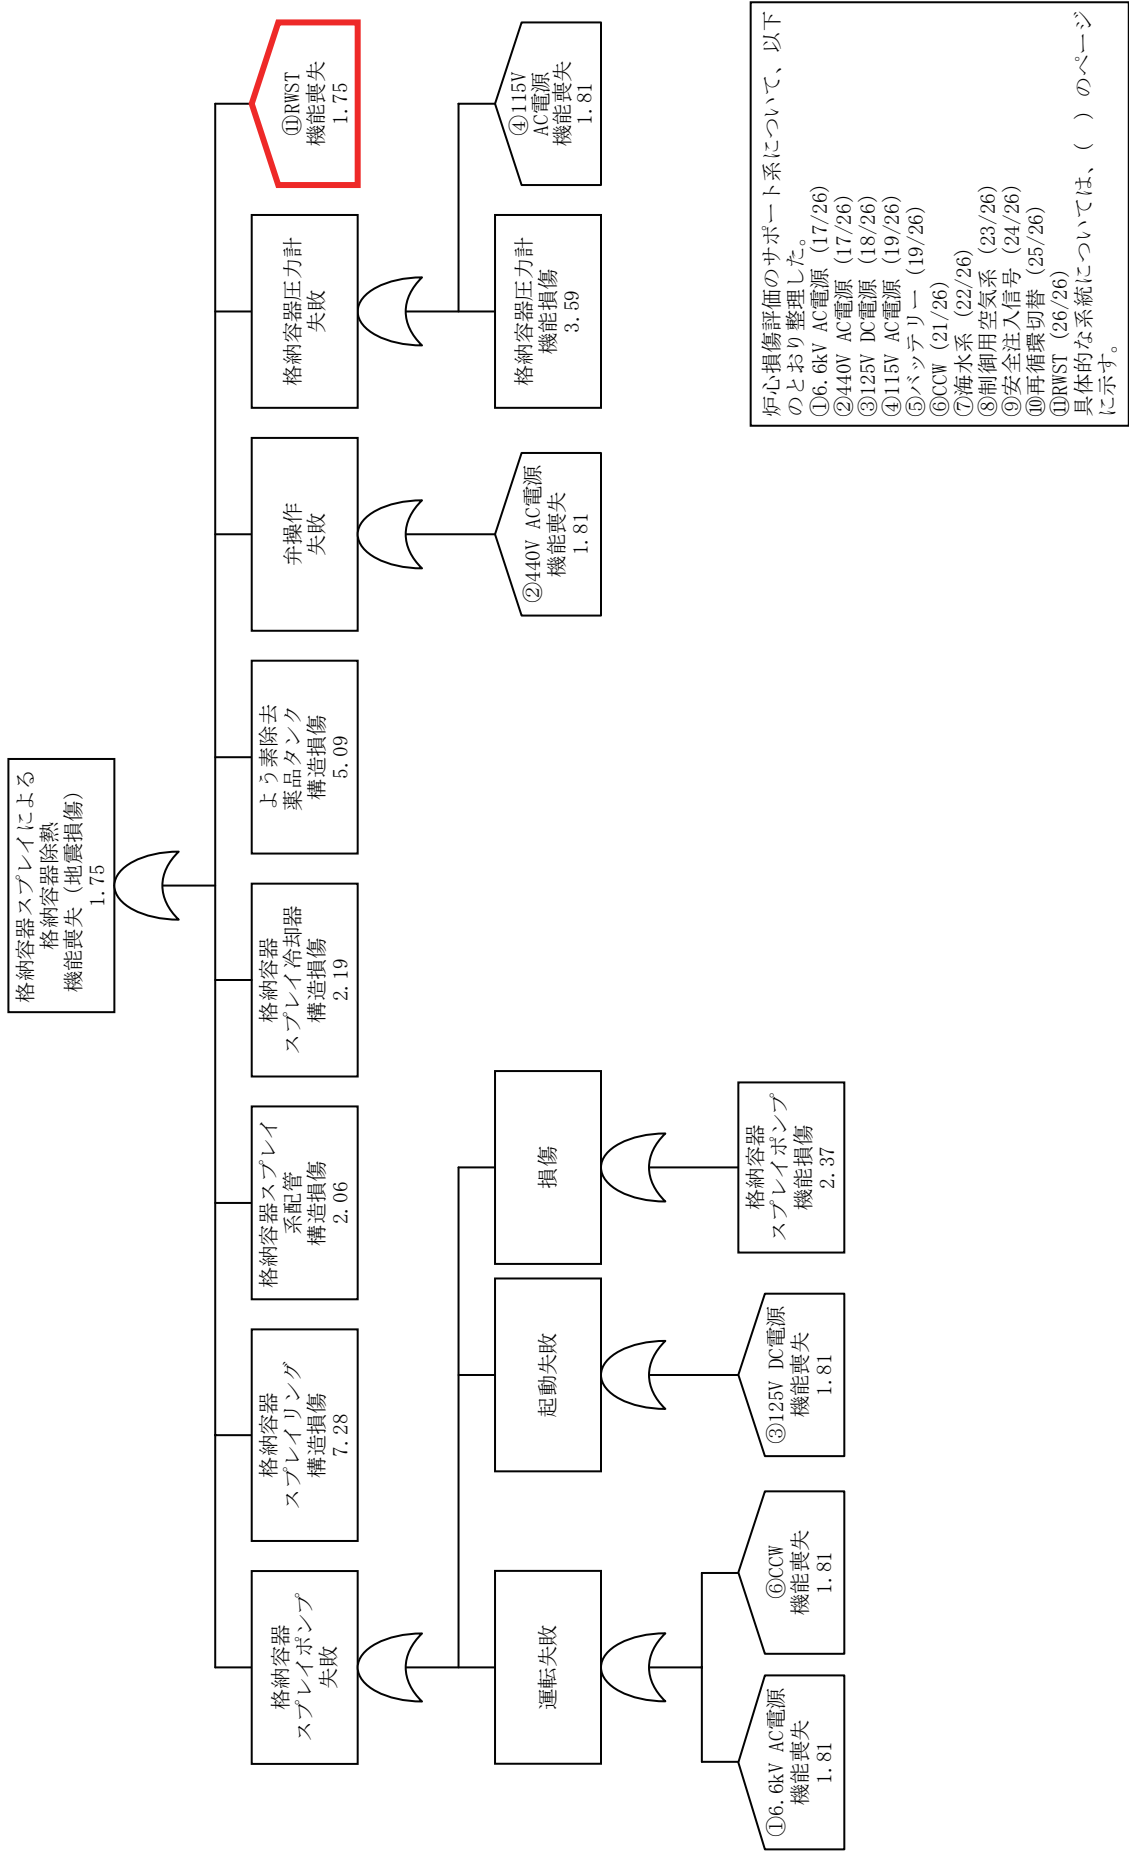 格納容器スプレイによる
格納容器除熱
機能喪失（地震損傷）
1.75
格納容器
スプレイポンプ
失敗
格納容器
スプレイリング
構造損傷
7.28
格納容器スプレイ
系配管
構造損傷
2.06
格納容器
スプレイ冷却器
構造損傷
2.19
よう素除去
薬品タンク
構造損傷
5.09
弁操作
失敗
格納容器圧力計
失敗
⑪RWST
機能喪失
1.75
運転失敗
起動失敗
損傷
②440V AC電源
機能喪失
1.81
格納容器圧力計
機能損傷
3.59
④115V
AC電源
機能喪失
1.81
①6.6kV AC電源
機能喪失
1.81
⑥CCW
機能喪失
1.81
③125V DC電源
機能喪失
1.81
格納容器
スプレイポンプ
機能損傷
2.37
炉心損傷評価のサポート系について、以下
のとおり整理した。
①6.6kV AC電源（17/26）
②440V AC電源（17/26）
③125V DC電源（18/26）
④115V AC電源（19/26）
⑤バッテリー（19/26）
⑥CCW（21/26）
⑦海水系（22/26）
⑧制御用空気系（23/26）
⑨安全注入信号（24/26）
⑩再循環切替（25/26）
⑪RWST（26/26）
具体的な系統については、（ ）のページ
に示す。